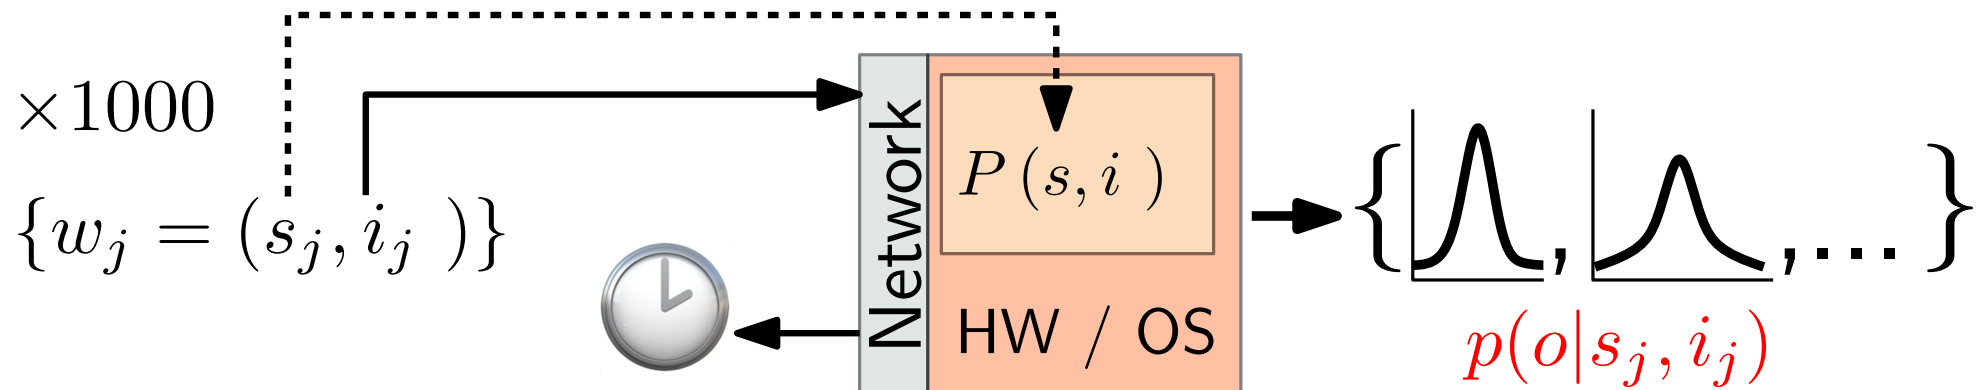 ×1000
{w_j = (s_j, i_j )}
Network
P (s, i )
HW / OS
{ , , .... }
p(o|s_j, i_j)